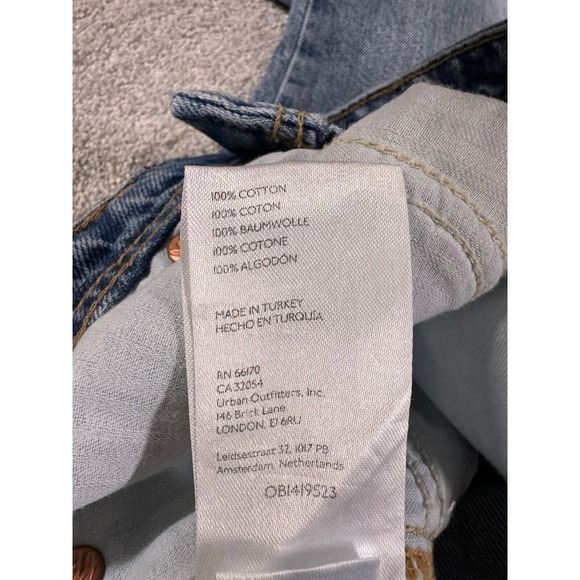 100% COTTON
100% COTON
100% BAUMWOLLE
100% COTONE
100% ALGODÓN
MADE IN TURKEY
HECHO EN TURQUÍA
RN 66170
CA 32054
Urban Outfitters, Inc.
146 Brick Lane
LONDON, E1 6RU
Leidsestraat 32, 1017 PB
Amsterdam, Netherlands
OB1419523